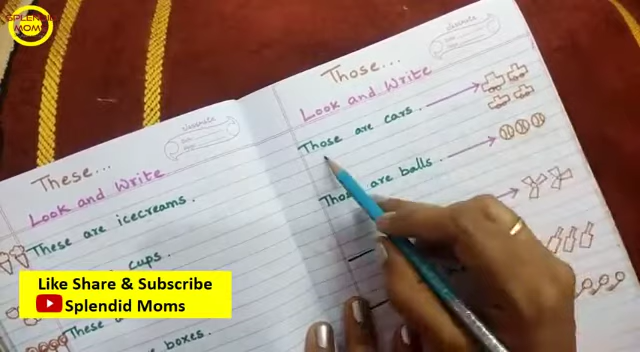 SPLENDID
MOMS
These...
Look and Write
These are icecreams.
cups.
These
boxes.
Those...
Look and Write
Those are cars.
Those are balls.
Like Share & Subscribe
Splendid Moms